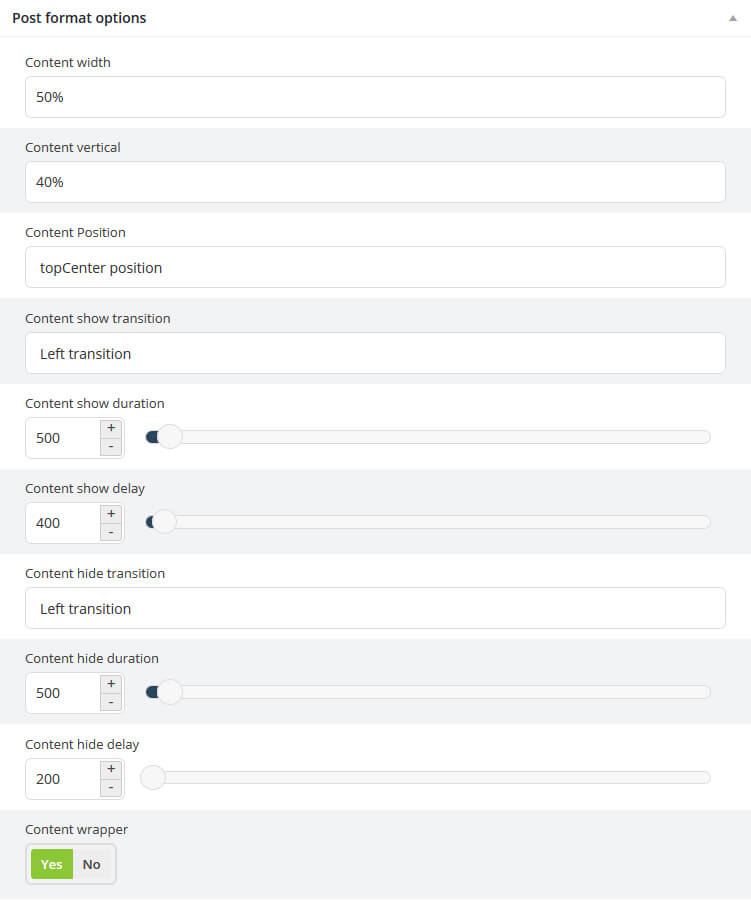 Post format options
Content width
50%
Content vertical
40%
Content Position
topCenter position
Content show transition
Left transition
Content show duration
500
+
-
Content show delay
400
+
-
Content hide transition
Left transition
Content hide duration
500
+
-
Content hide delay
200
+
-
Content wrapper
Yes No